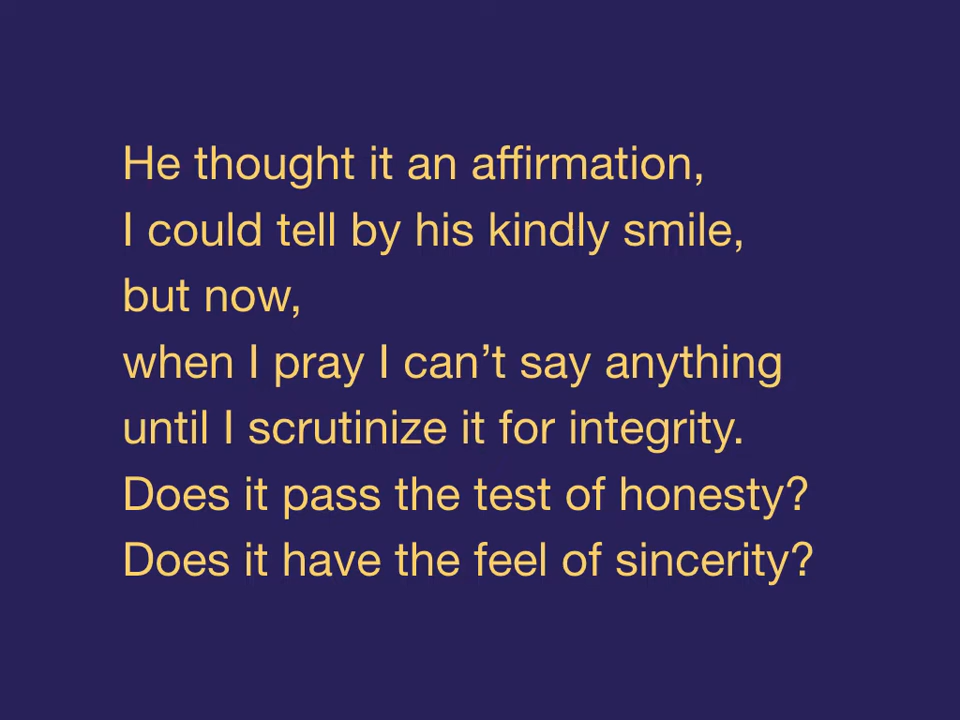 He thought it an affirmation,
I could tell by his kindly smile,
but now,
when I pray I can’t say anything
until I scrutinize it for integrity.
Does it pass the test of honesty?
Does it have the feel of sincerity?